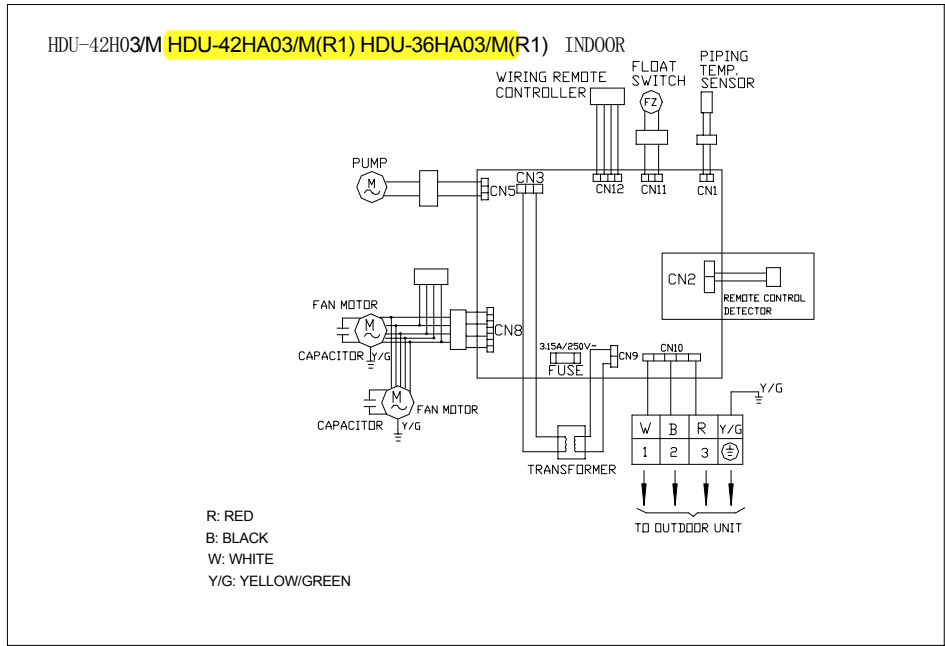 HDU-42H03/M HDU-42HA03/M(R1) HDU-36HA03/M(R1) INDOOR
WIRING REMOTE
CONTROLLER
FLOAT
SWITCH
FZ
PIPING
TEMP.
SENSOR
PUMP
M
CN5
CN3
CN12
CN11
CN1
CN2
REMOTE CONTROL
DETECTOR
FAN MOTOR
M
CAPACITOR
Y/G
CN8
3.15A/250V~
FUSE
CN9
CN10
M
FAN MOTOR
CAPACITOR
Y/G
TRANSFORMER
Y/G
W B R Y/G
1 2 3
TO OUTDOOR UNIT
R: RED
B: BLACK
W: WHITE
Y/G: YELLOW/GREEN